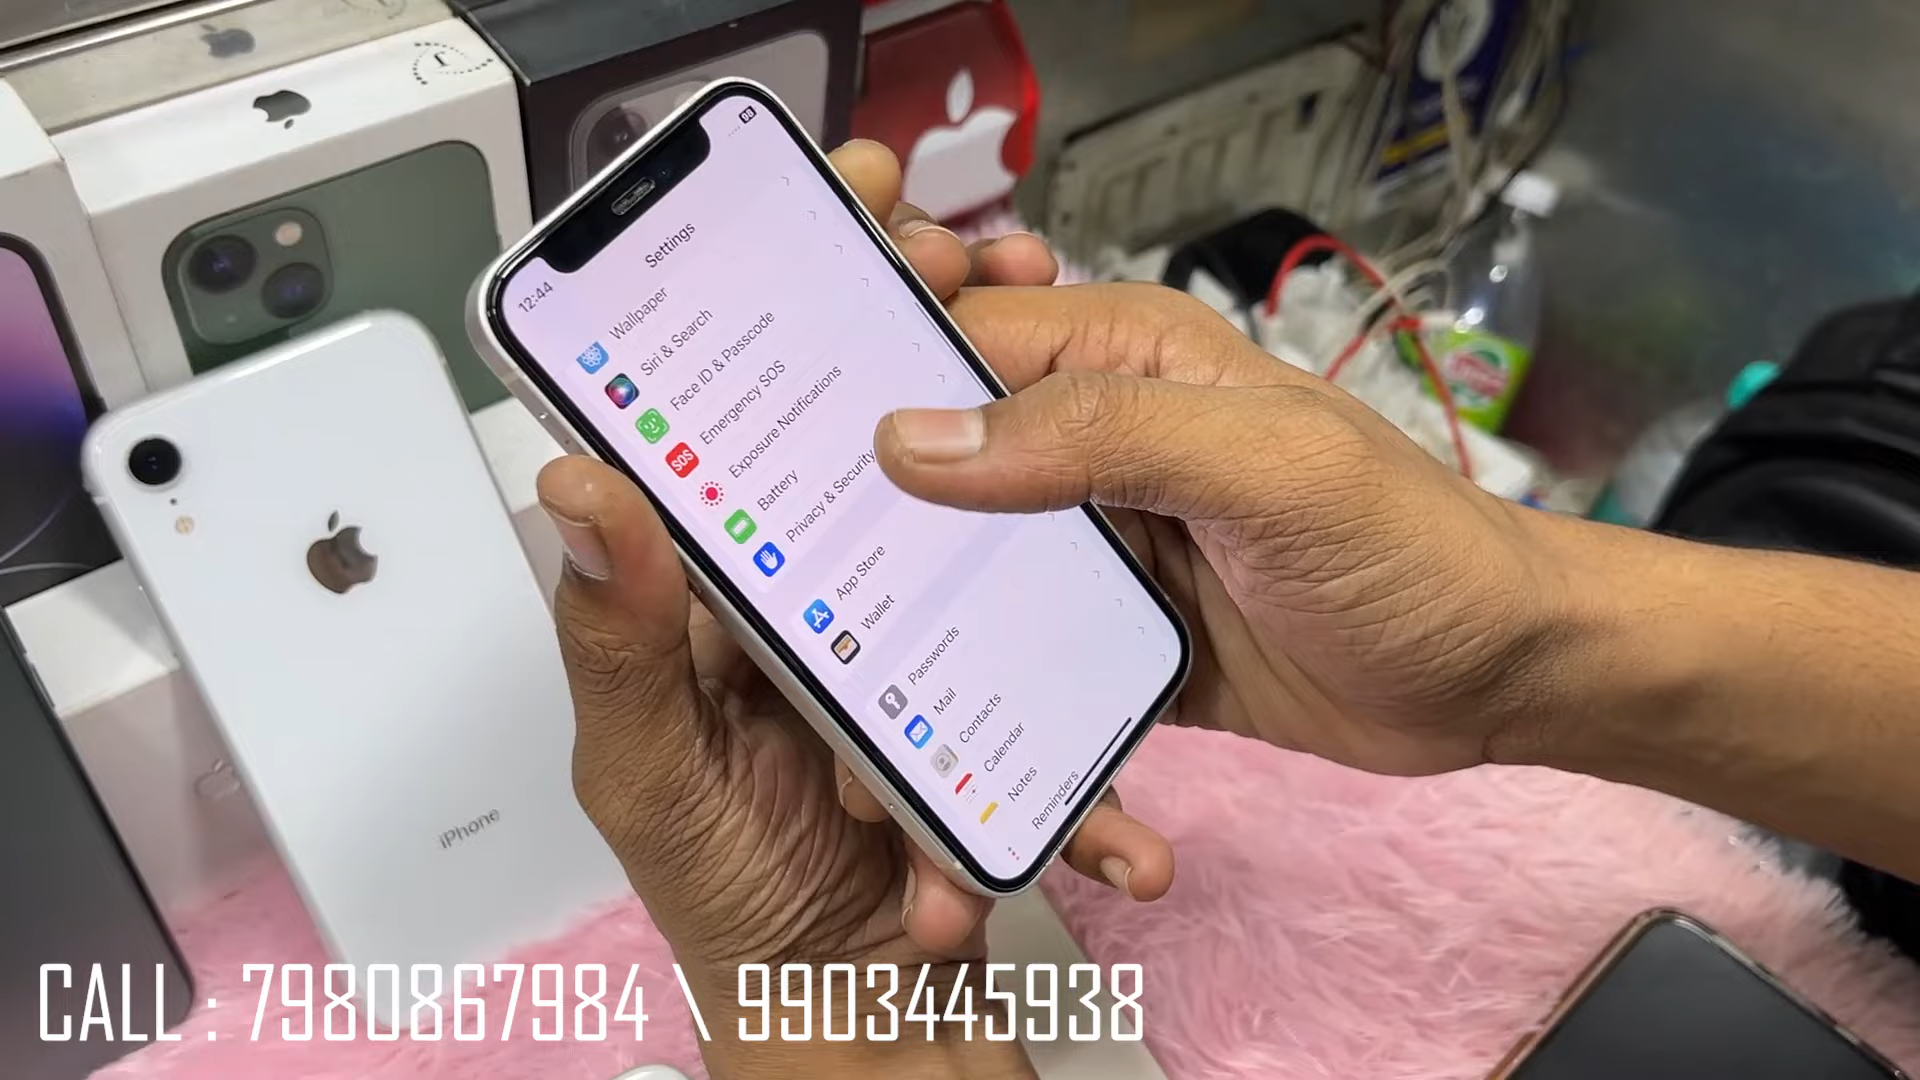 98
12:44
Settings
Wallpaper
Siri & Search
Face ID & Passcode
SOS
Emergency SOS
Exposure Notifications
Battery
Privacy & Security
App Store
Wallet
Passwords
Mail
Contacts
Calendar
Notes
Reminders
iPhone
CALL : 7980867984 \ 9903445938